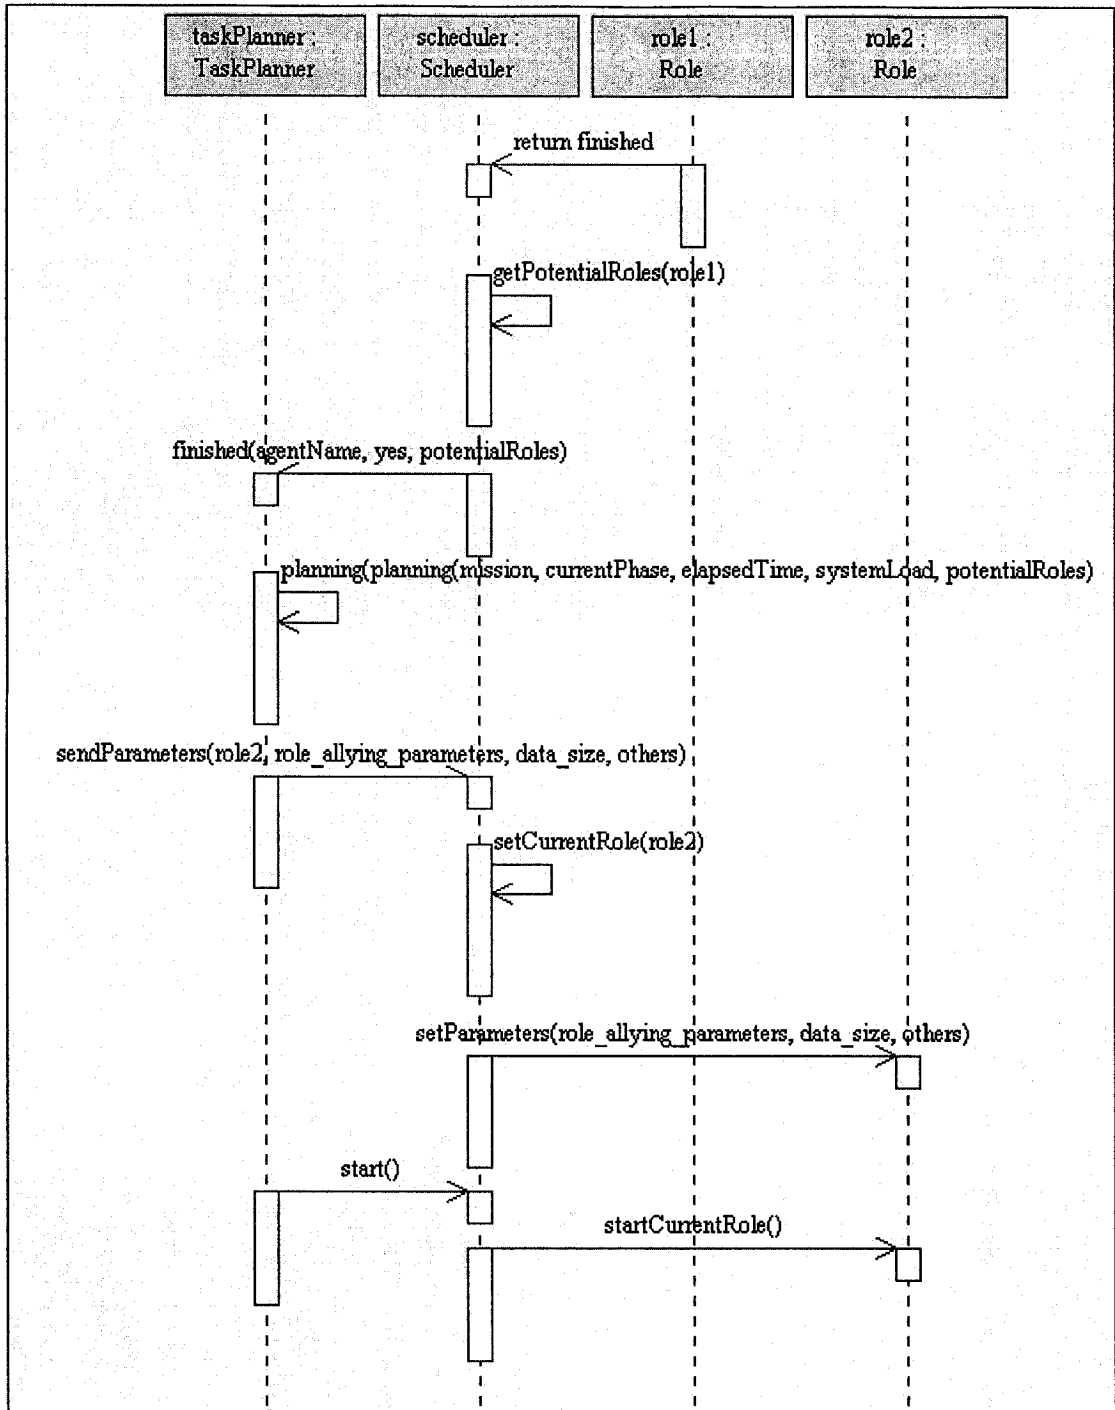 taskPlanner : scheduler : role1 : role2 :
TaskPlanner Scheduler Role Role
return finished
getPotentialRoles(role1)
finished(agentName, yes, potentialRoles)
planning(planning(mission, currentPhase, elapsedTime, systemLoad, potentialRoles)
sendParameters(role2, role_allying_parameters, data_size, others)
setCurrentRole(role2)
setParameters(role_allying_parameters, data_size, others)
start()
startCurrentRole()